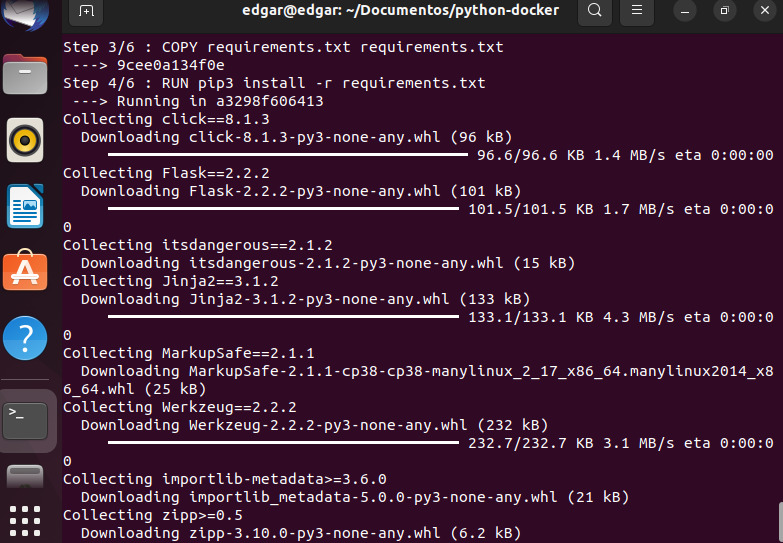 edgar@edgar: ~/Documentos/python-docker
Step 3/6 : COPY requirements.txt requirements.txt
 ---> 9cee0a134f0e
Step 4/6 : RUN pip3 install -r requirements.txt
 ---> Running in a3298f606413
Collecting click==8.1.3
  Downloading click-8.1.3-py3-none-any.whl (96 kB)
96.6/96.6 KB 1.4 MB/s eta 0:00:00
Collecting Flask==2.2.2
  Downloading Flask-2.2.2-py3-none-any.whl (101 kB)
101.5/101.5 KB 1.7 MB/s eta 0:00:0
0
Collecting itsdangerous==2.1.2
  Downloading itsdangerous-2.1.2-py3-none-any.whl (15 kB)
Collecting Jinja2==3.1.2
  Downloading Jinja2-3.1.2-py3-none-any.whl (133 kB)
133.1/133.1 KB 4.3 MB/s eta 0:00:0
0
Collecting MarkupSafe==2.1.1
  Downloading MarkupSafe-2.1.1-cp38-cp38-manylinux_2_17_x86_64.manylinux2014_x8
6_64.whl (25 kB)
Collecting Werkzeug==2.2.2
  Downloading Werkzeug-2.2.2-py3-none-any.whl (232 kB)
232.7/232.7 KB 3.1 MB/s eta 0:00:0
0
Collecting importlib-metadata>=3.6.0
  Downloading importlib_metadata-5.0.0-py3-none-any.whl (21 kB)
Collecting zipp>=0.5
  Downloading zipp-3.10.0-py3-none-any.whl (6.2 kB)